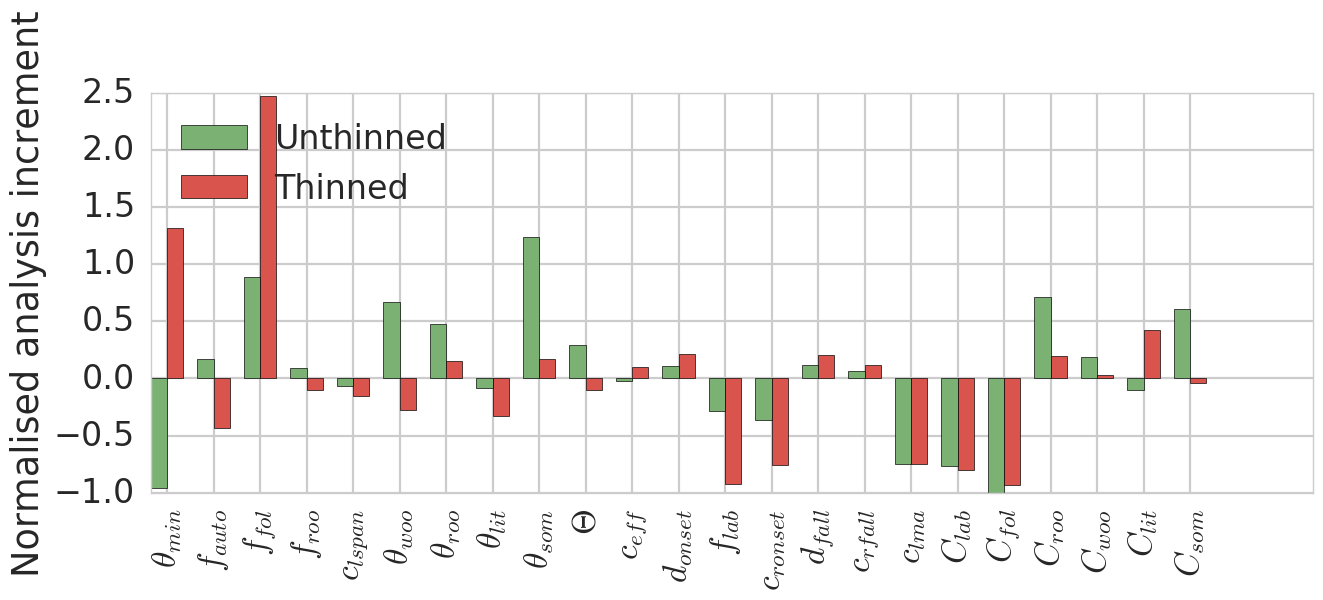 Normalised analysis increment
2.5
2.0
1.5
1.0
0.5
0.0
−0.5
−1.0
Unthinned
Thinned
θmin
fauto
ffol
froo
clspan
θwoo
θroo
θlit
θsom
Θ
ceff
donset
flab
cronset
dfall
crfall
clma
Clab
Cfol
Croo
Cwoo
Clit
Csom